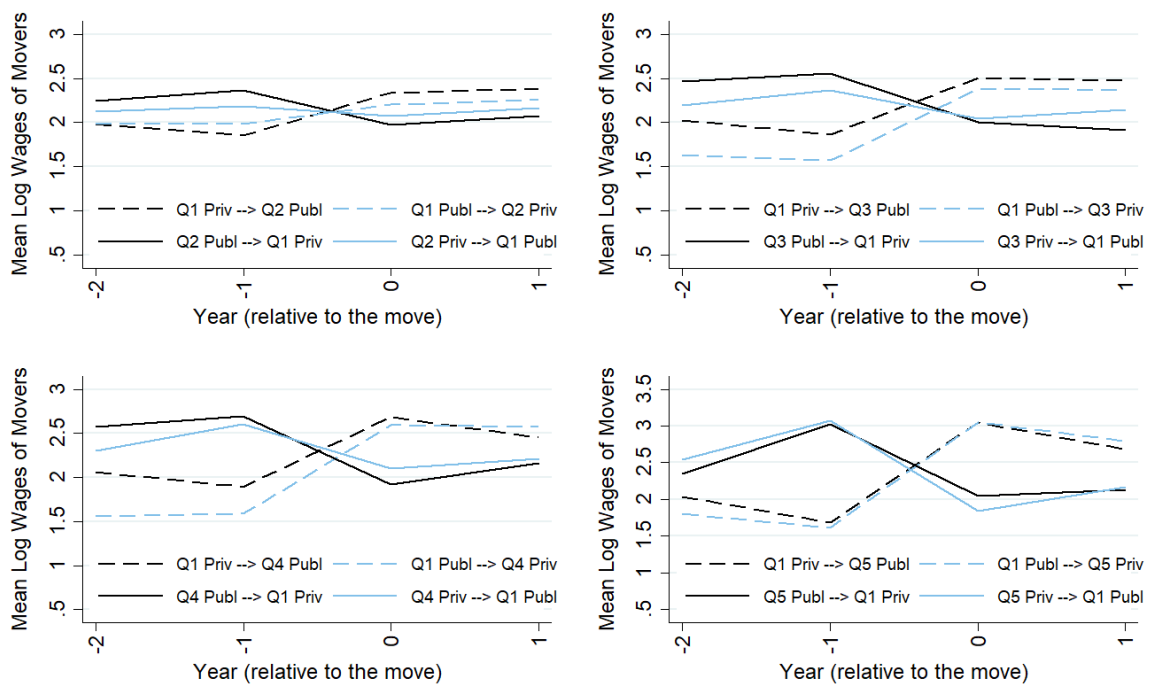 Mean Log Wages of Movers
3
2.5
2
1.5
1
.5
Q1 Priv --> Q2 Publ
Q1 Publ --> Q2 Priv
Q2 Publ --> Q1 Priv
Q2 Priv --> Q1 Publ
-2
-1
0
1
Year (relative to the move)
Mean Log Wages of Movers
3
2.5
2
1.5
1
.5
Q1 Priv --> Q3 Publ
Q1 Publ --> Q3 Priv
Q3 Publ --> Q1 Priv
Q3 Priv --> Q1 Publ
-2
-1
0
1
Year (relative to the move)
Mean Log Wages of Movers
3
2.5
2
1.5
1
.5
Q1 Priv --> Q4 Publ
Q1 Publ --> Q4 Priv
Q4 Publ --> Q1 Priv
Q4 Priv --> Q1 Publ
-2
-1
0
1
Year (relative to the move)
Mean Log Wages of Movers
3.5
3
2.5
2
1.5
1
.5
Q1 Priv --> Q5 Publ
Q1 Publ --> Q5 Priv
Q5 Publ --> Q1 Priv
Q5 Priv --> Q1 Publ
-2
-1
0
1
Year (relative to the move)